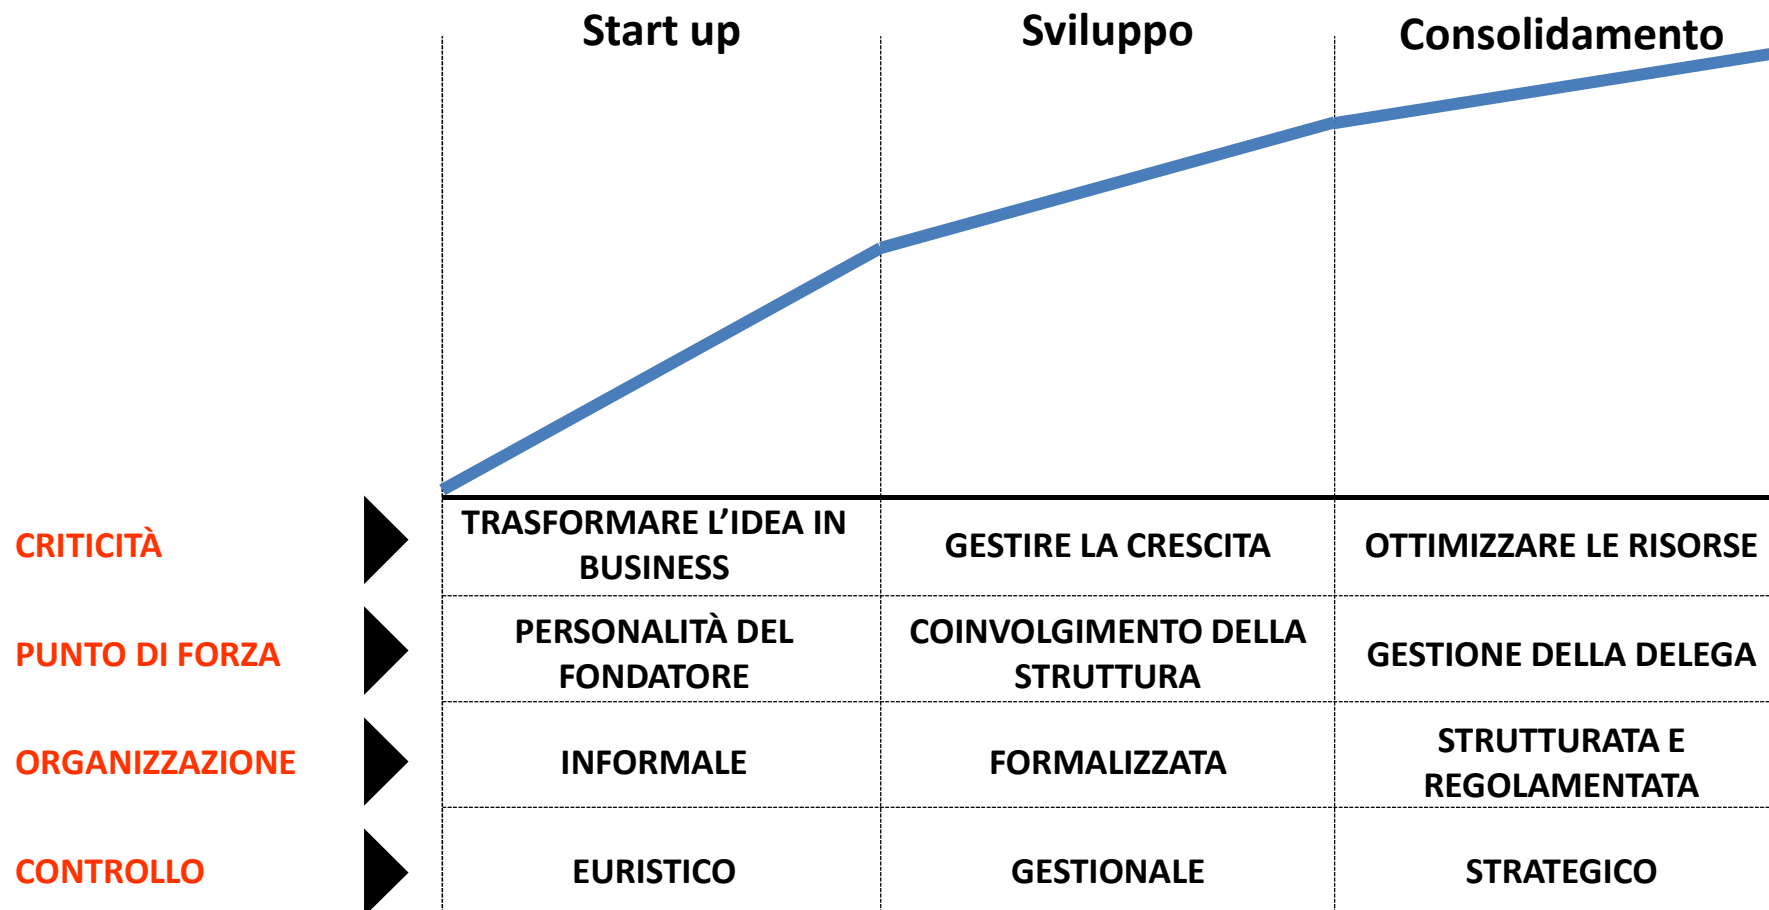 Start up
Sviluppo
Consolidamento
CRITICITÀ
TRASFORMARE L’IDEA IN
BUSINESS
GESTIRE LA CRESCITA
OTTIMIZZARE LE RISORSE
PUNTO DI FORZA
PERSONALITÀ DEL
FONDATORE
COINVOLGIMENTO DELLA
STRUTTURA
GESTIONE DELLA DELEGA
ORGANIZZAZIONE
INFORMALE
FORMALIZZATA
STRUTTURATA E
REGOLAMENTATA
CONTROLLO
EURISTICO
GESTIONALE
STRATEGICO